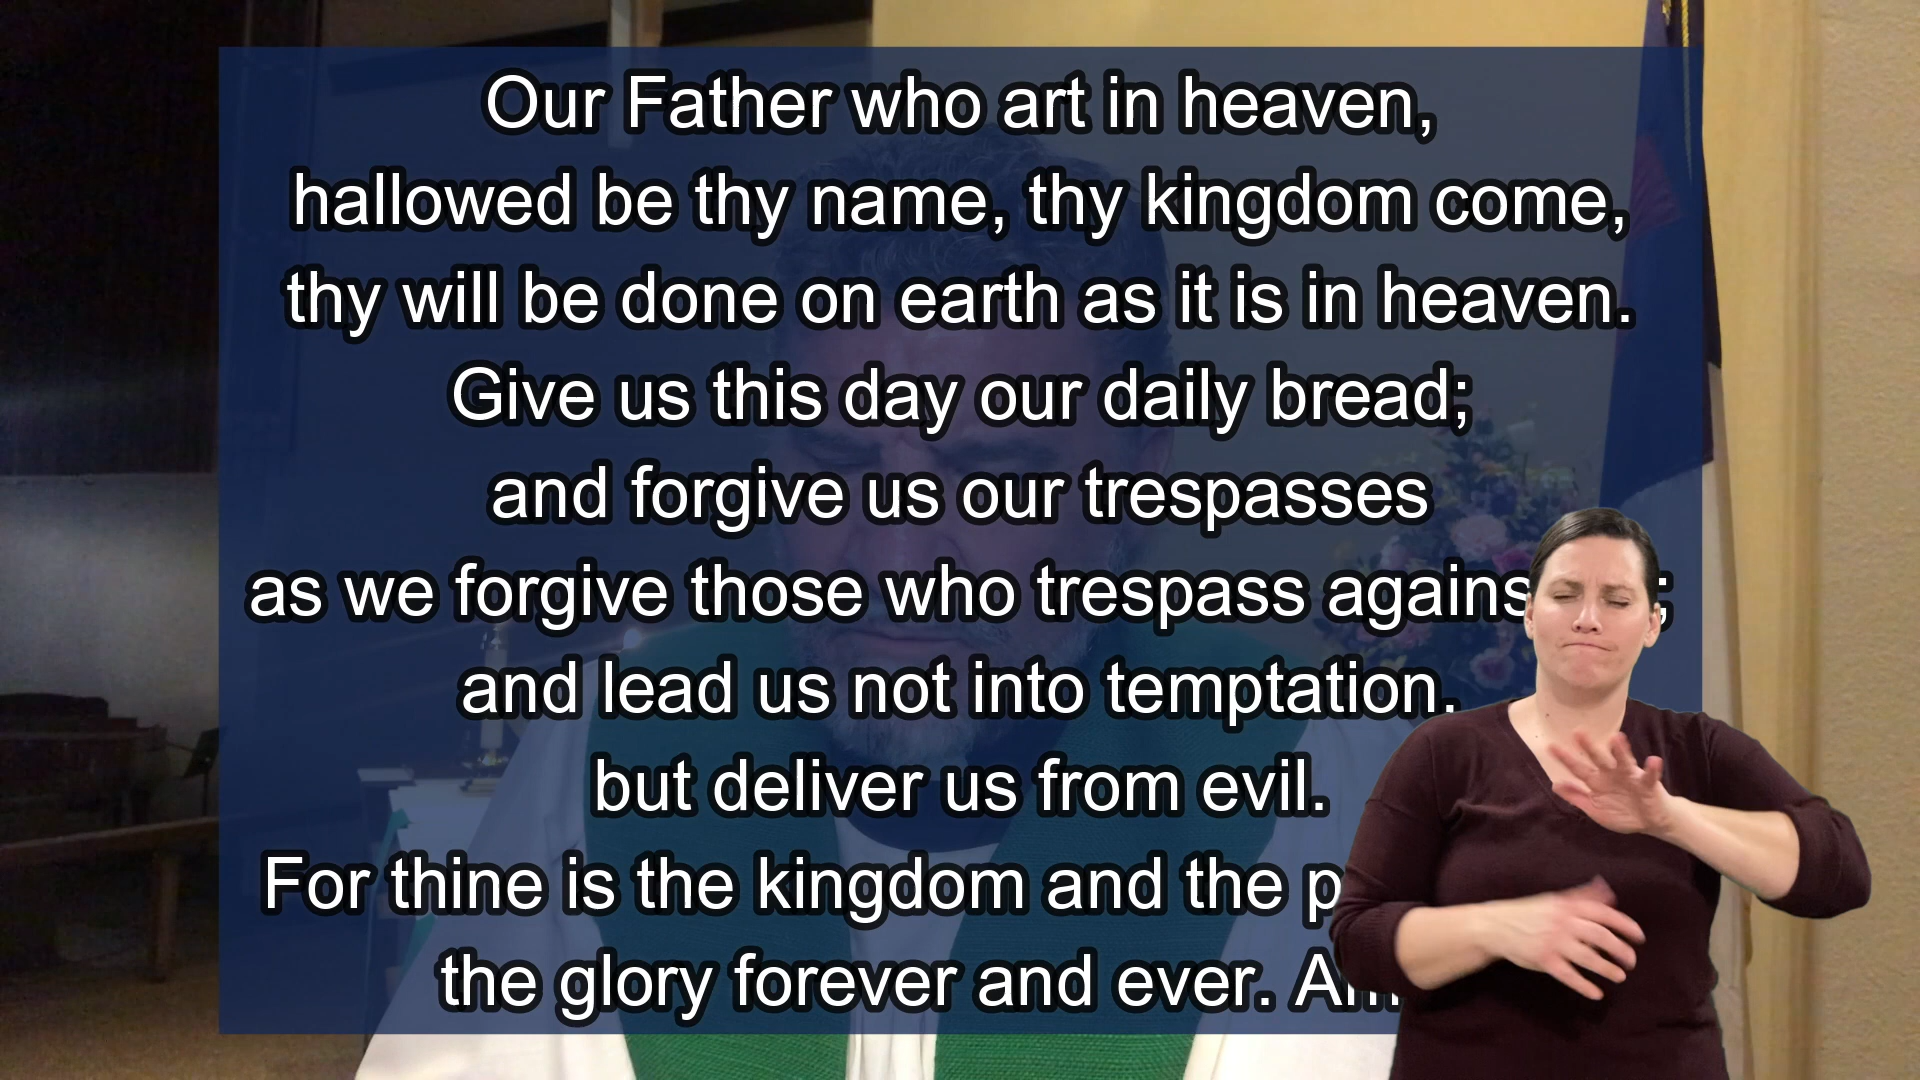 Our Father who art in heaven,
hallowed be thy name, thy kingdom come,
thy will be done on earth as it is in heaven.
Give us this day our daily bread;
and forgive us our trespasses
as we forgive those who trespass agains ;
and lead us not into temptation.
but deliver us from evil.
For thine is the kingdom and the p
the glory forever and ever. Am